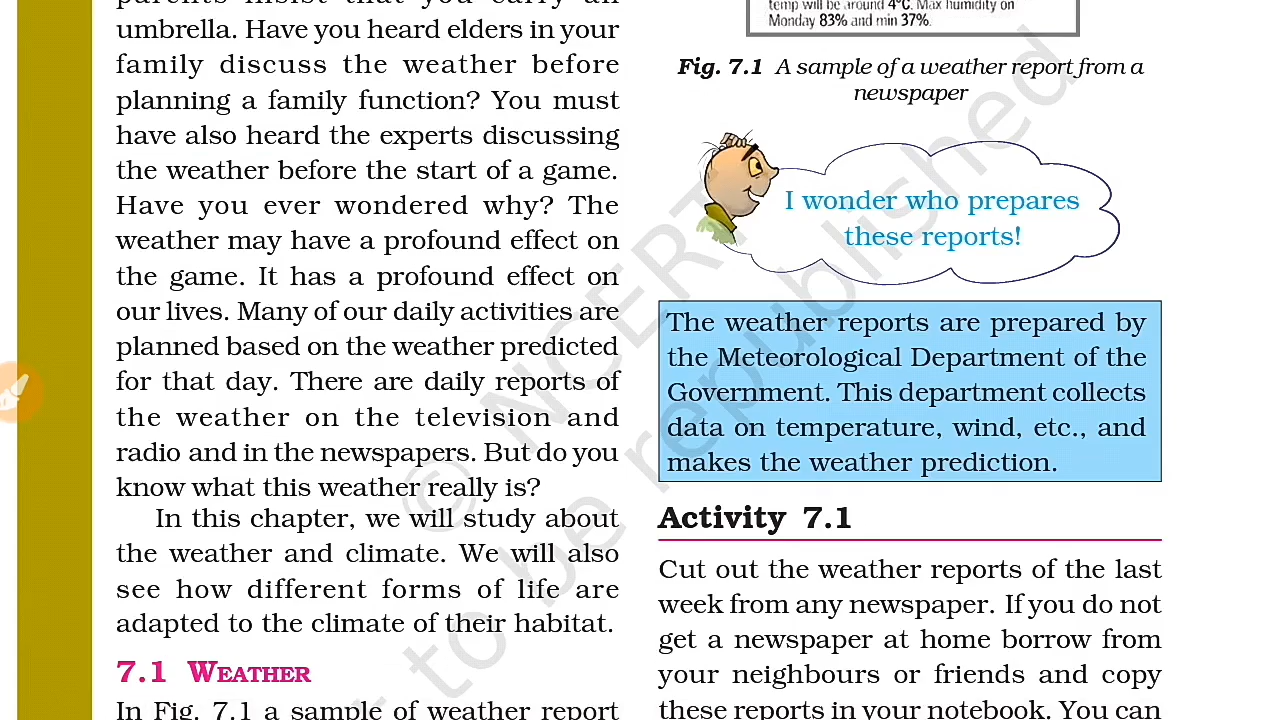 parents insist that you carry an
umbrella. Have you heard elders in your
family discuss the weather before
planning a family function? You must
have also heard the experts discussing
the weather before the start of a game.
Have you ever wondered why? The
weather may have a profound effect on
the game. It has a profound effect on
our lives. Many of our daily activities are
planned based on the weather predicted
for that day. There are daily reports of
the weather on the television and
radio and in the newspapers. But do you
know what this weather really is?
In this chapter, we will study about
the weather and climate. We will also
see how different forms of life are
adapted to the climate of their habitat.
7.1 WEATHER
In Fig. 7.1 a sample of weather report
temp will be around 4°C. Max humidity on
Monday 83% and min 37%.
Fig. 7.1 A sample of a weather report from a
newspaper
I wonder who prepares
these reports!
The weather reports are prepared by
the Meteorological Department of the
Government. This department collects
data on temperature, wind, etc., and
makes the weather prediction.
Activity 7.1
Cut out the weather reports of the last
week from any newspaper. If you do not
get a newspaper at home borrow from
your neighbours or friends and copy
these reports in your notebook. You can
© NCERT
to be republished